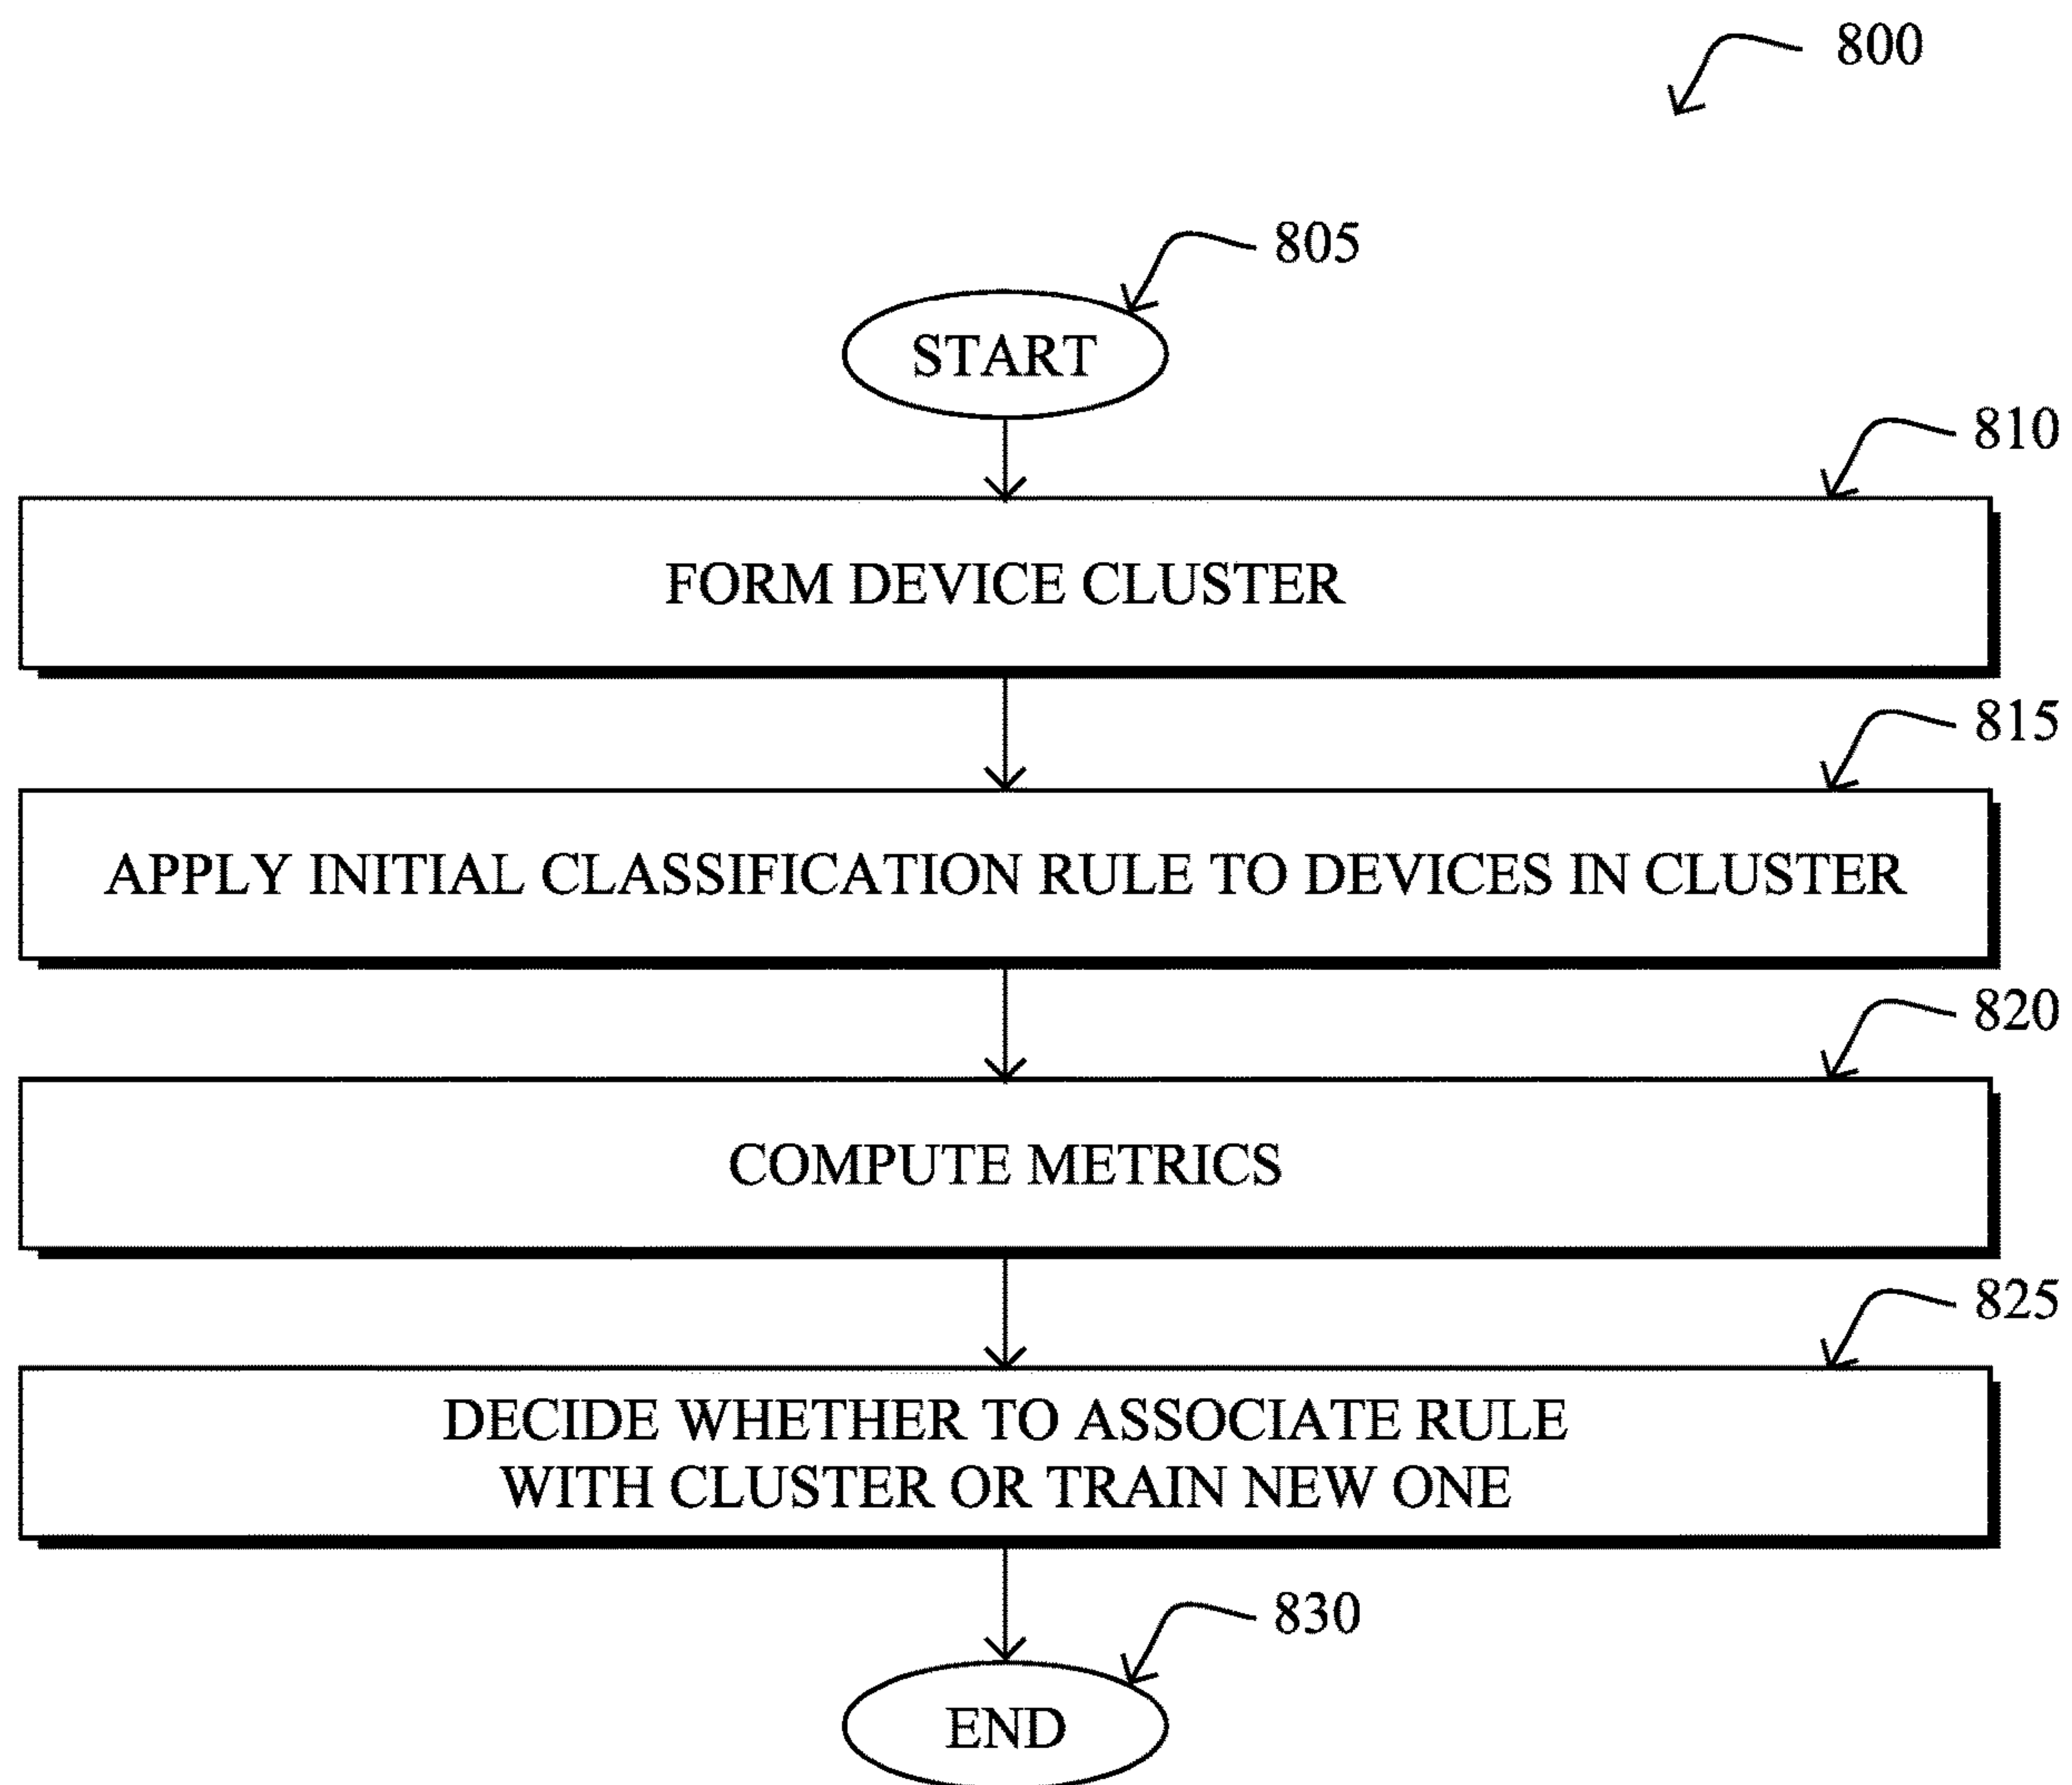 800
805
START
810
FORM DEVICE CLUSTER
815
APPLY INITIAL CLASSIFICATION RULE TO DEVICES IN CLUSTER
820
COMPUTE METRICS
825
DECIDE WHETHER TO ASSOCIATE RULE
WITH CLUSTER OR TRAIN NEW ONE
830
END